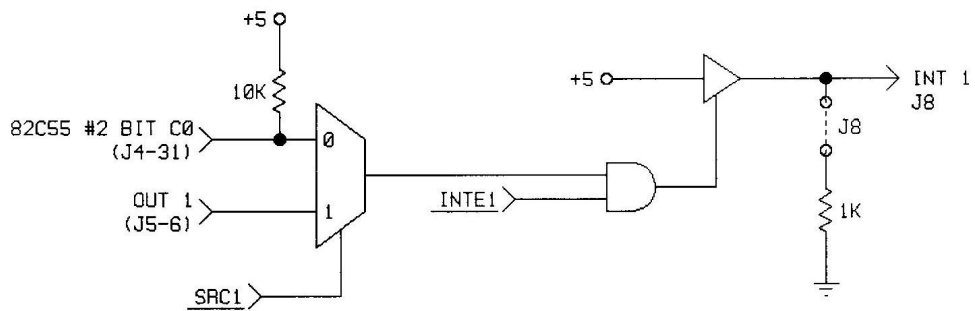 +5
10K
82C55 #2 BIT C0
(J4-31)
0
OUT 1
(J5-6)
1
SRC1
INTE1
+5
INT 1
J8
J8
1K